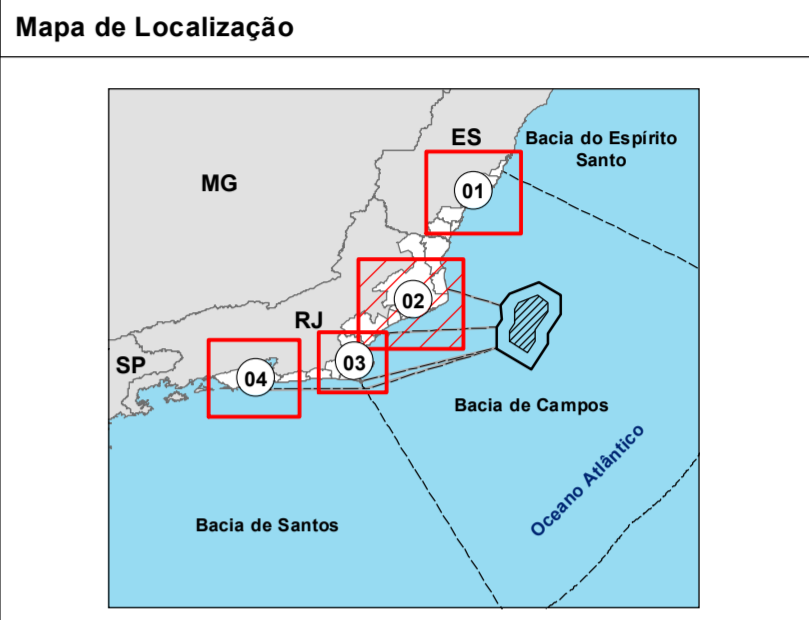 Mapa de Localização
ES
Bacia do Espírito
Santo
MG
01
02
RJ
03
SP
04
Bacia de Campos
Oceano Atlântico
Bacia de Santos